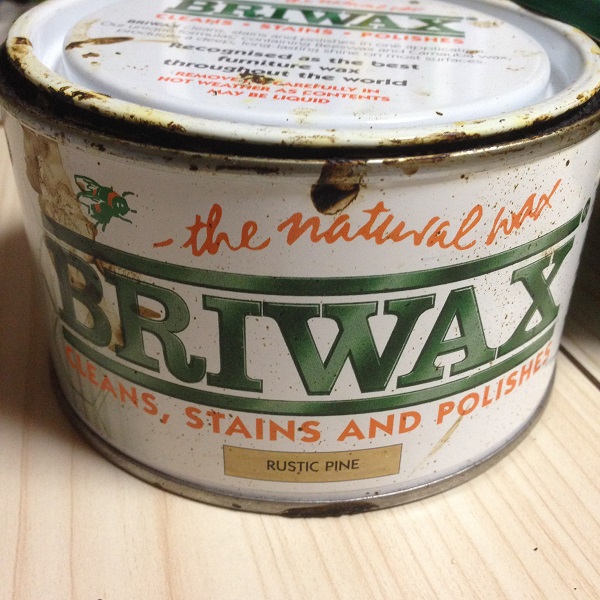 BRIWAX
CLEANS • STAINS • POLISHES
Recognised as the best
furniture wax
throughout the world
REMOVE CAREFULLY IN
HOT WEATHER AS CONTENTS
MAY BE LIQUID
- the natural wax
BRIWAX®
CLEANS, STAINS AND POLISHES
RUSTIC PINE